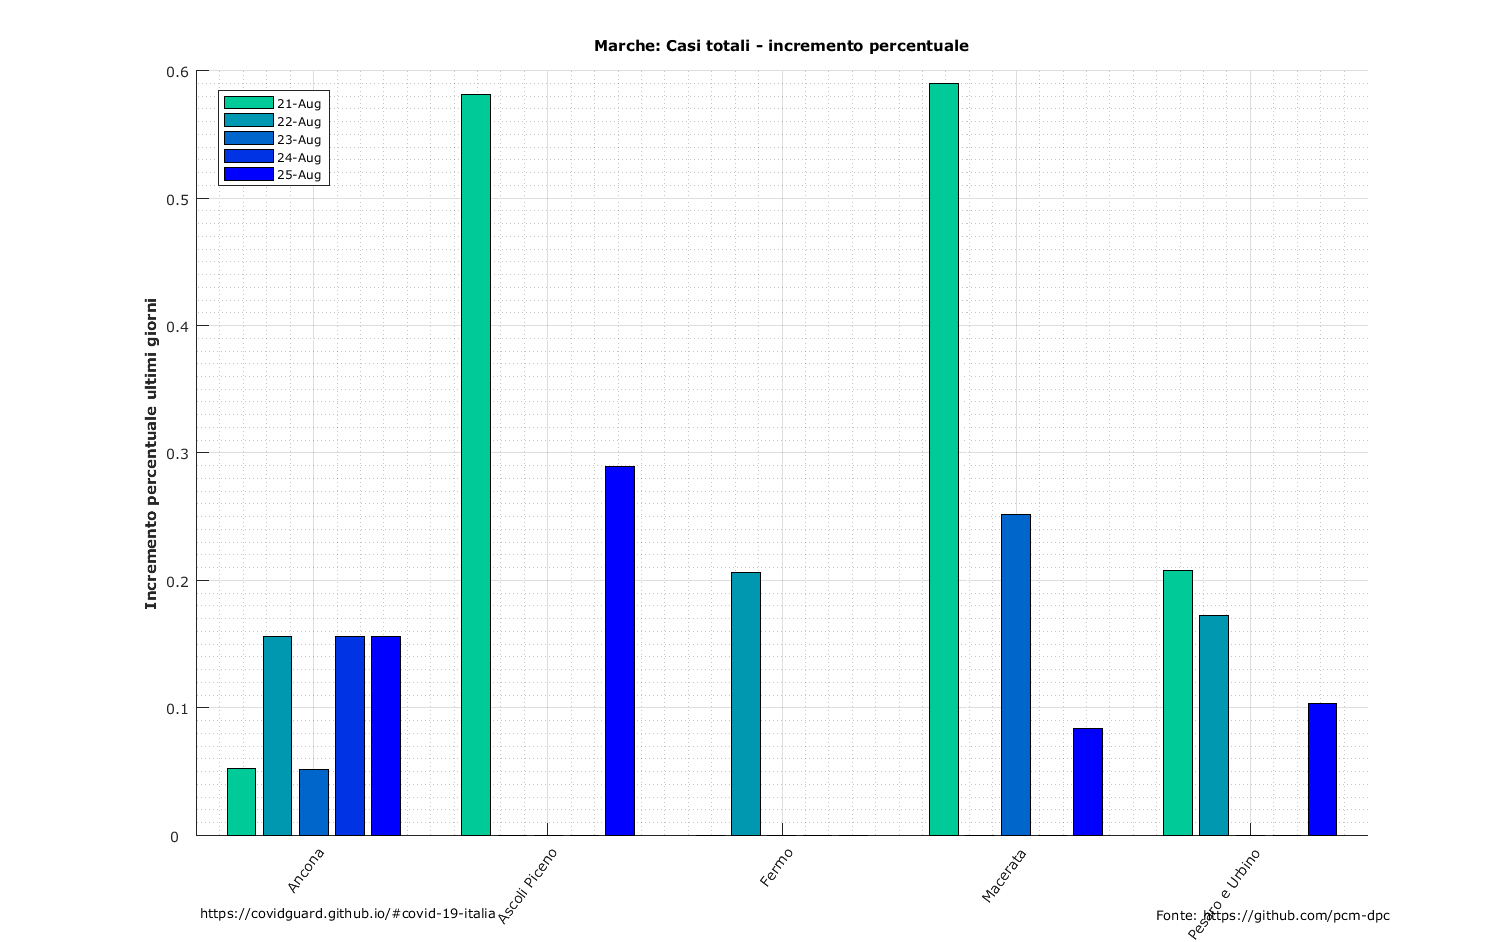 Marche: Casi totali - incremento percentuale
0.6
0.5
0.4
0.3
0.2
0.1
0
Incremento percentuale ultimi giorni
21-Aug
22-Aug
23-Aug
24-Aug
25-Aug
Ancona
Ascoli Piceno
Fermo
Macerata
Pesaro e Urbino
https://covidguard.github.io/#covid-19-italia
Fonte: https://github.com/pcm-dpc